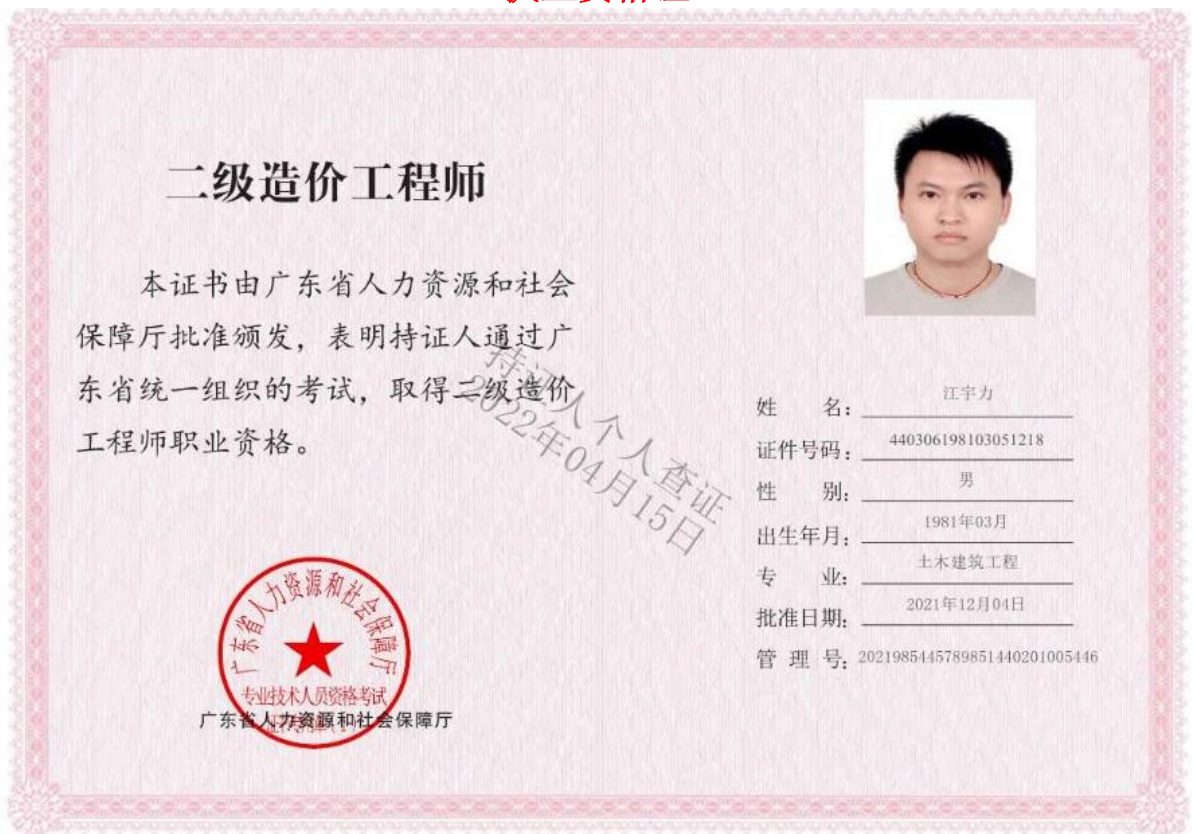 二级造价工程师
本证书由广东省人力资源和社会
保障厅批准颁发，表明持证人通过广
东省统一组织的考试，取得二级造价
工程师职业资格。
持证人个人查证
2022年04月15日
广东省人力资源和社会保障厅
专业技术人员资格考试
广东省人力资源和社会保障厅
姓 名：江宇力
证件号码：440306198103051218
性 别：男
出生年月：1981年03月
专 业：土木建筑工程
批准日期：2021年12月04日
管 理 号：2021985445789851440201005446